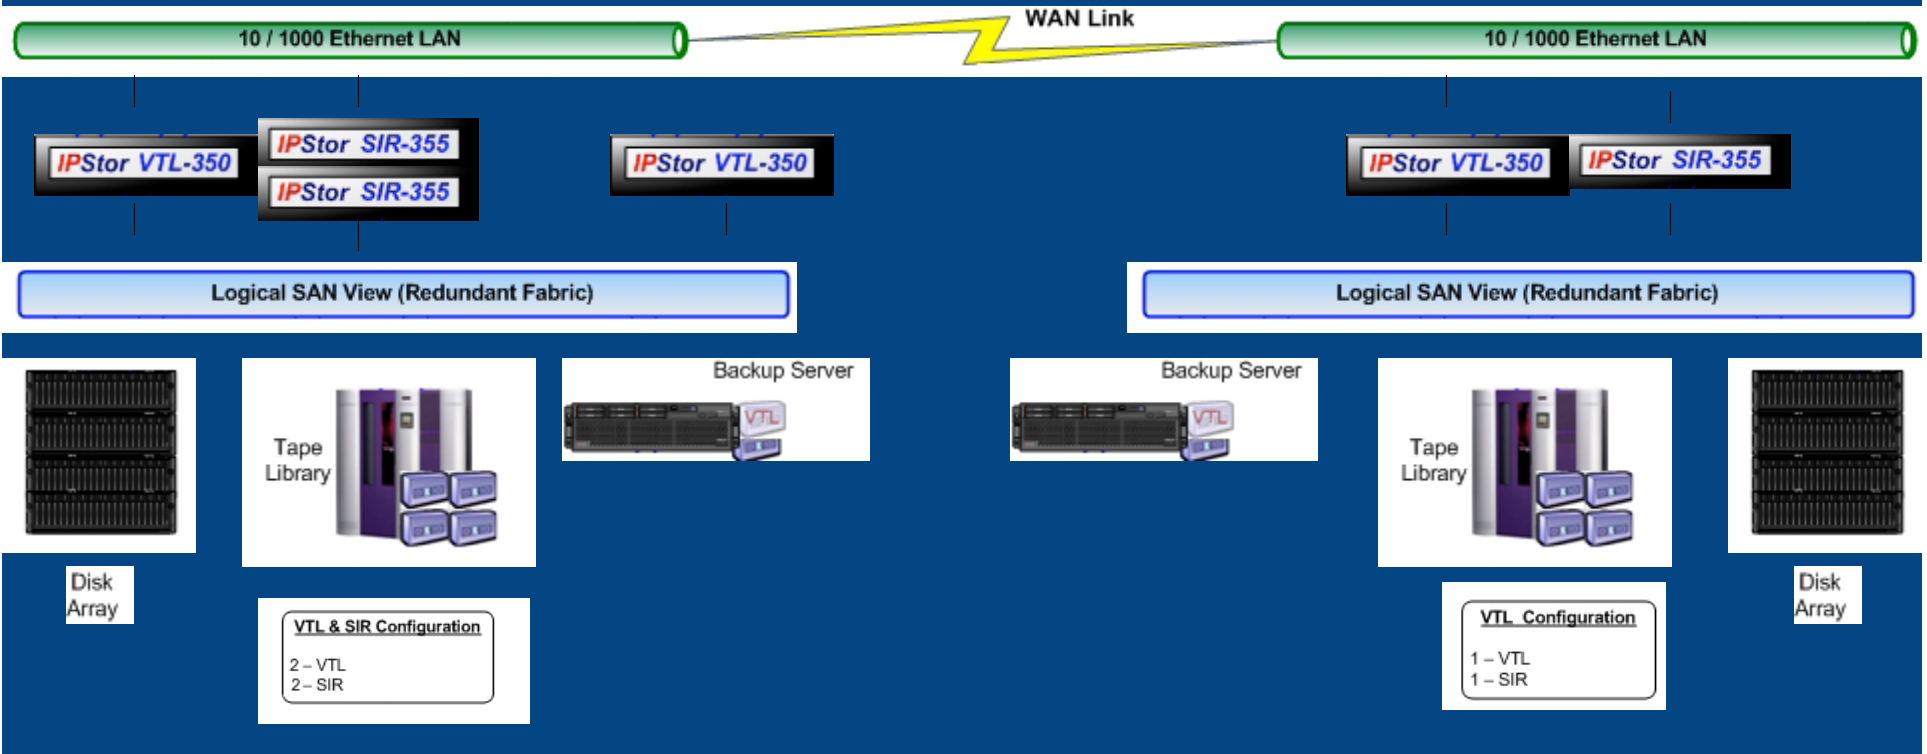 WAN Link
10 / 1000 Ethernet LAN
10 / 1000 Ethernet LAN
IPStor VTL-350
IPStor SIR-355
IPStor SIR-355
IPStor VTL-350
IPStor VTL-350
IPStor SIR-355
Logical SAN View (Redundant Fabric)
Logical SAN View (Redundant Fabric)
Backup Server
VTL
Backup Server
VTL
Tape
Library
Tape
Library
Disk
Array
Disk
Array
VTL & SIR Configuration
2 – VTL
2 – SIR
VTL Configuration
1 – VTL
1 – SIR